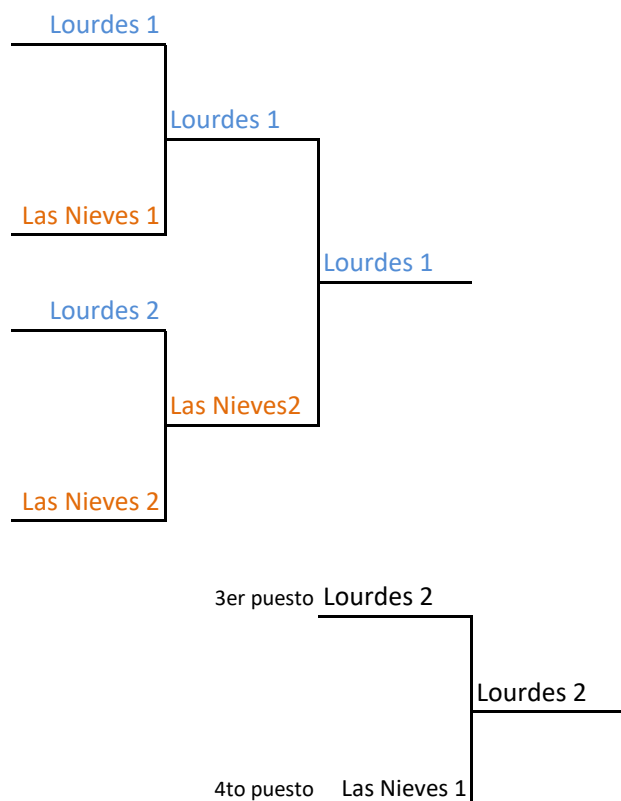 Lourdes 1
Lourdes 1
Las Nieves 1
Lourdes 1
Lourdes 2
Las Nieves2
Las Nieves 2
3er puesto Lourdes 2
Lourdes 2
4to puesto Las Nieves 1